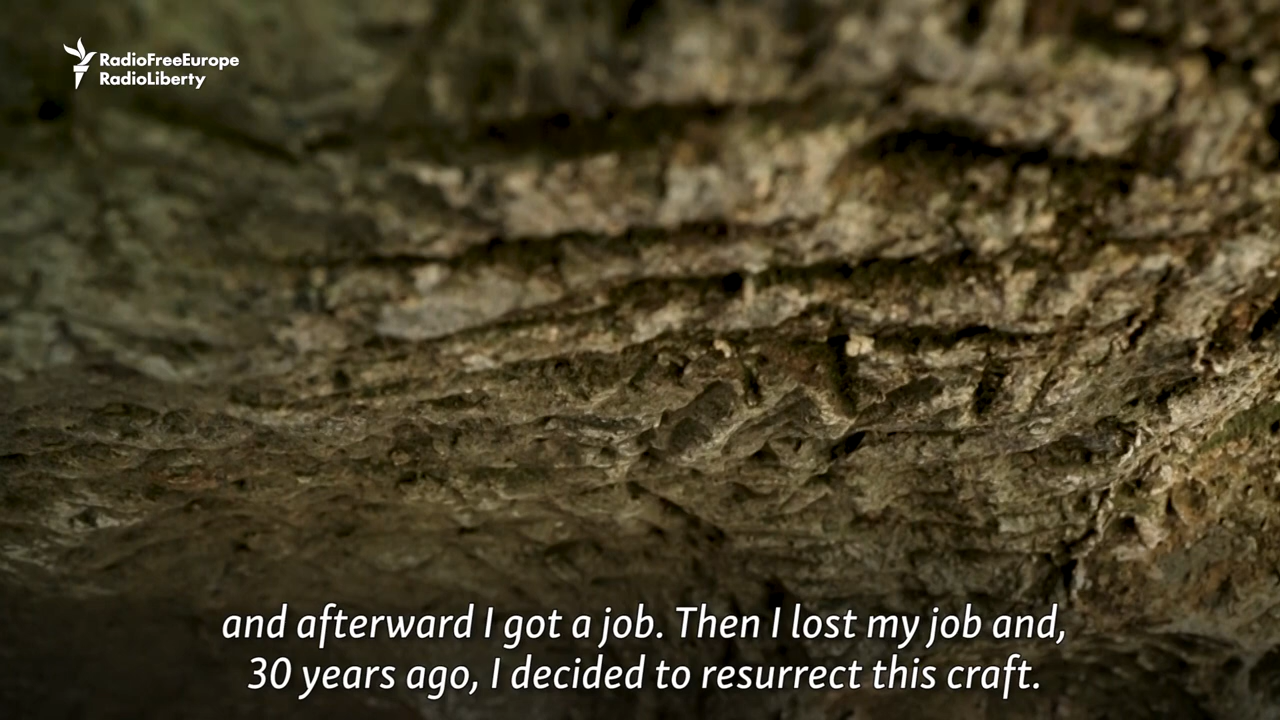 RadioFreeEurope
RadioLiberty
and afterward I got a job. Then I lost my job and,
30 years ago, I decided to resurrect this craft.